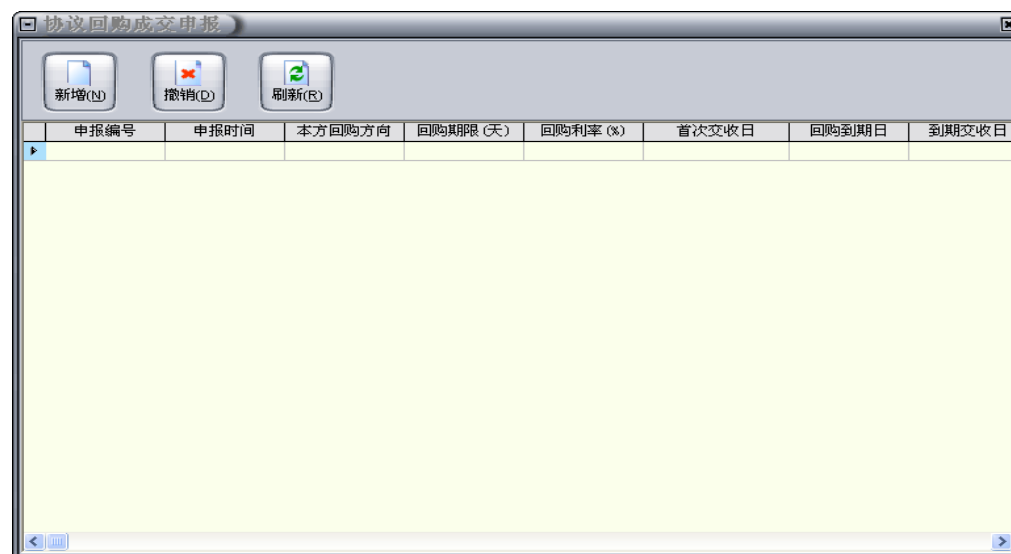 协议回购成交申报
新增(N) 撤销(D) 刷新(R)
申报编号 申报时间 本方回购方向 回购期限(天) 回购利率(%) 首次交收日 回购到期日 到期交收日